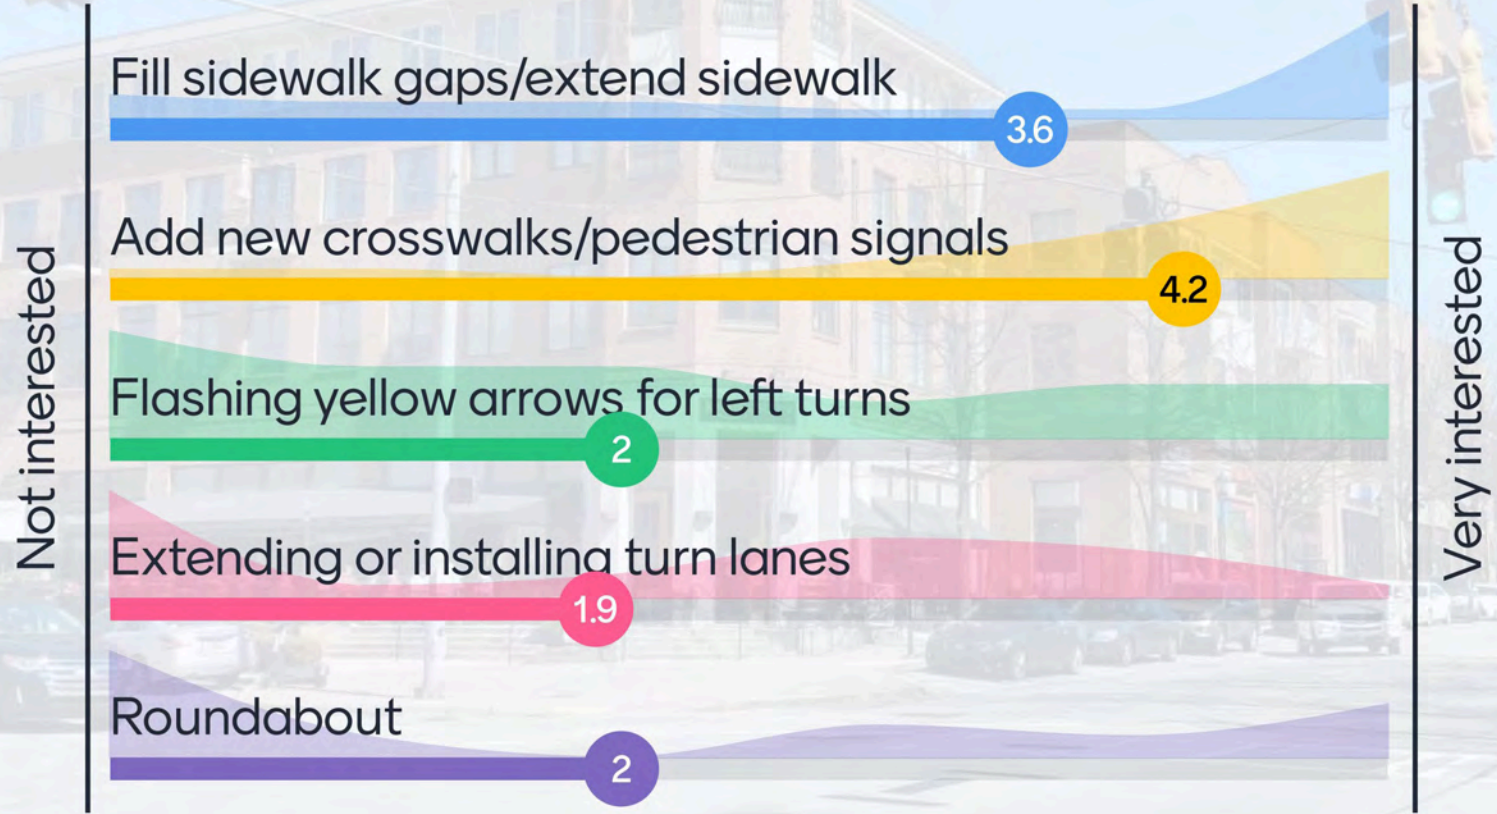 Fill sidewalk gaps/extend sidewalk
3.6
Add new crosswalks/pedestrian signals
4.2
Flashing yellow arrows for left turns
2
Extending or installing turn lanes
1.9
Roundabout
2
Not interested
Very interested